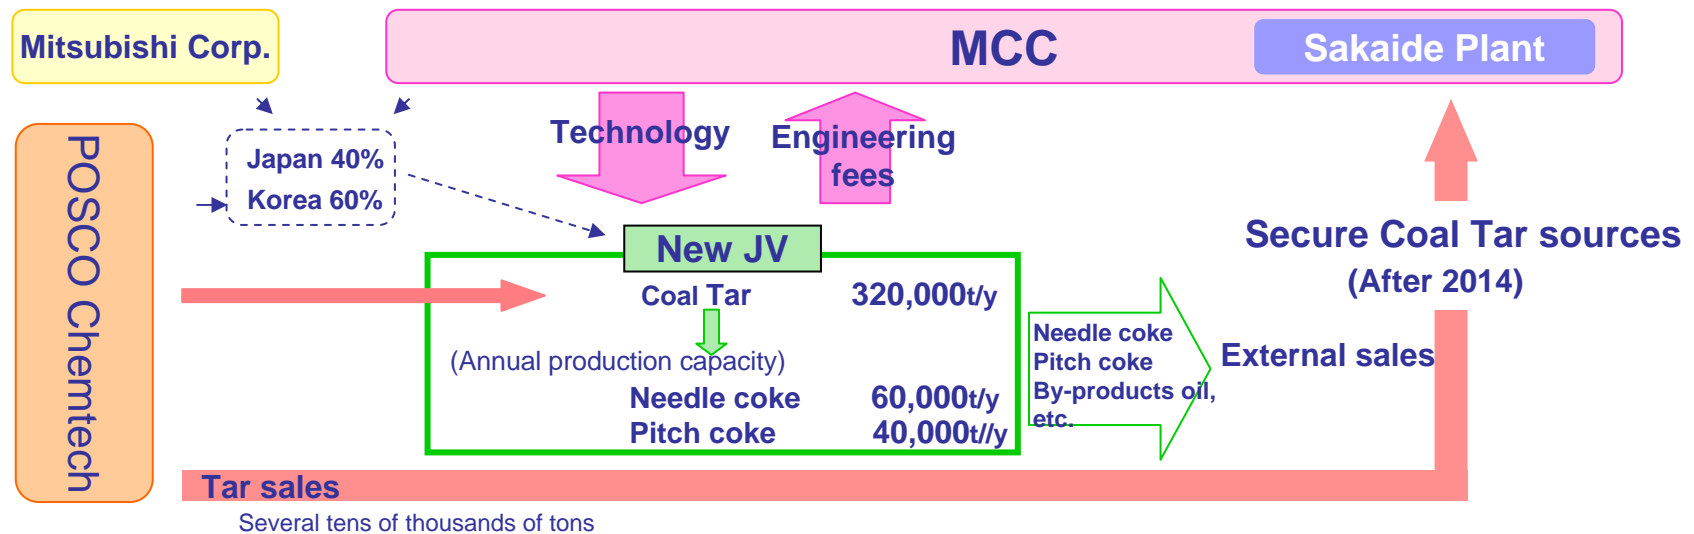 Mitsubishi Corp.
MCC
Sakaide Plant
POSCO Chemtech
Japan 40%
Korea 60%
Technology
Engineering
fees
New JV
Coal Tar 320,000t/y
(Annual production capacity)
Needle coke 60,000t/y
Pitch coke 40,000t//y
Needle coke
Pitch coke
By-products oil,
etc.
External sales
Secure Coal Tar sources
(After 2014)
Tar sales
Several tens of thousands of tons